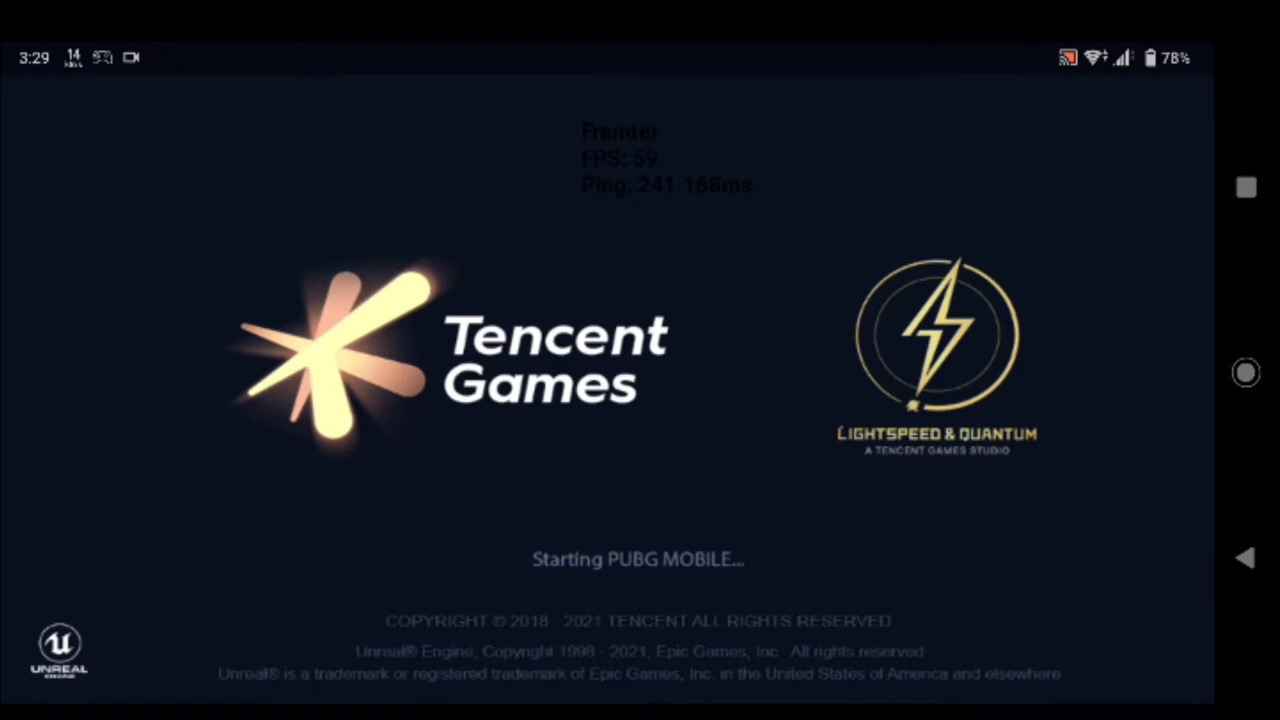 3:29
14
78%
Framter
FPS: 59
Ping: 241.168ms
Tencent
Games
LIGHTSPEED & QUANTUM
A TENCENT GAMES STUDIO
Starting PUBG MOBILE...
COPYRIGHT © 2018 - 2021 TENCENT ALL RIGHTS RESERVED
Unreal® Engine, Copyright 1998 - 2021, Epic Games, Inc. All rights reserved
Unreal® is a trademark or registered trademark of Epic Games, Inc. in the United States of America and elsewhere
UNREAL
ENGINE